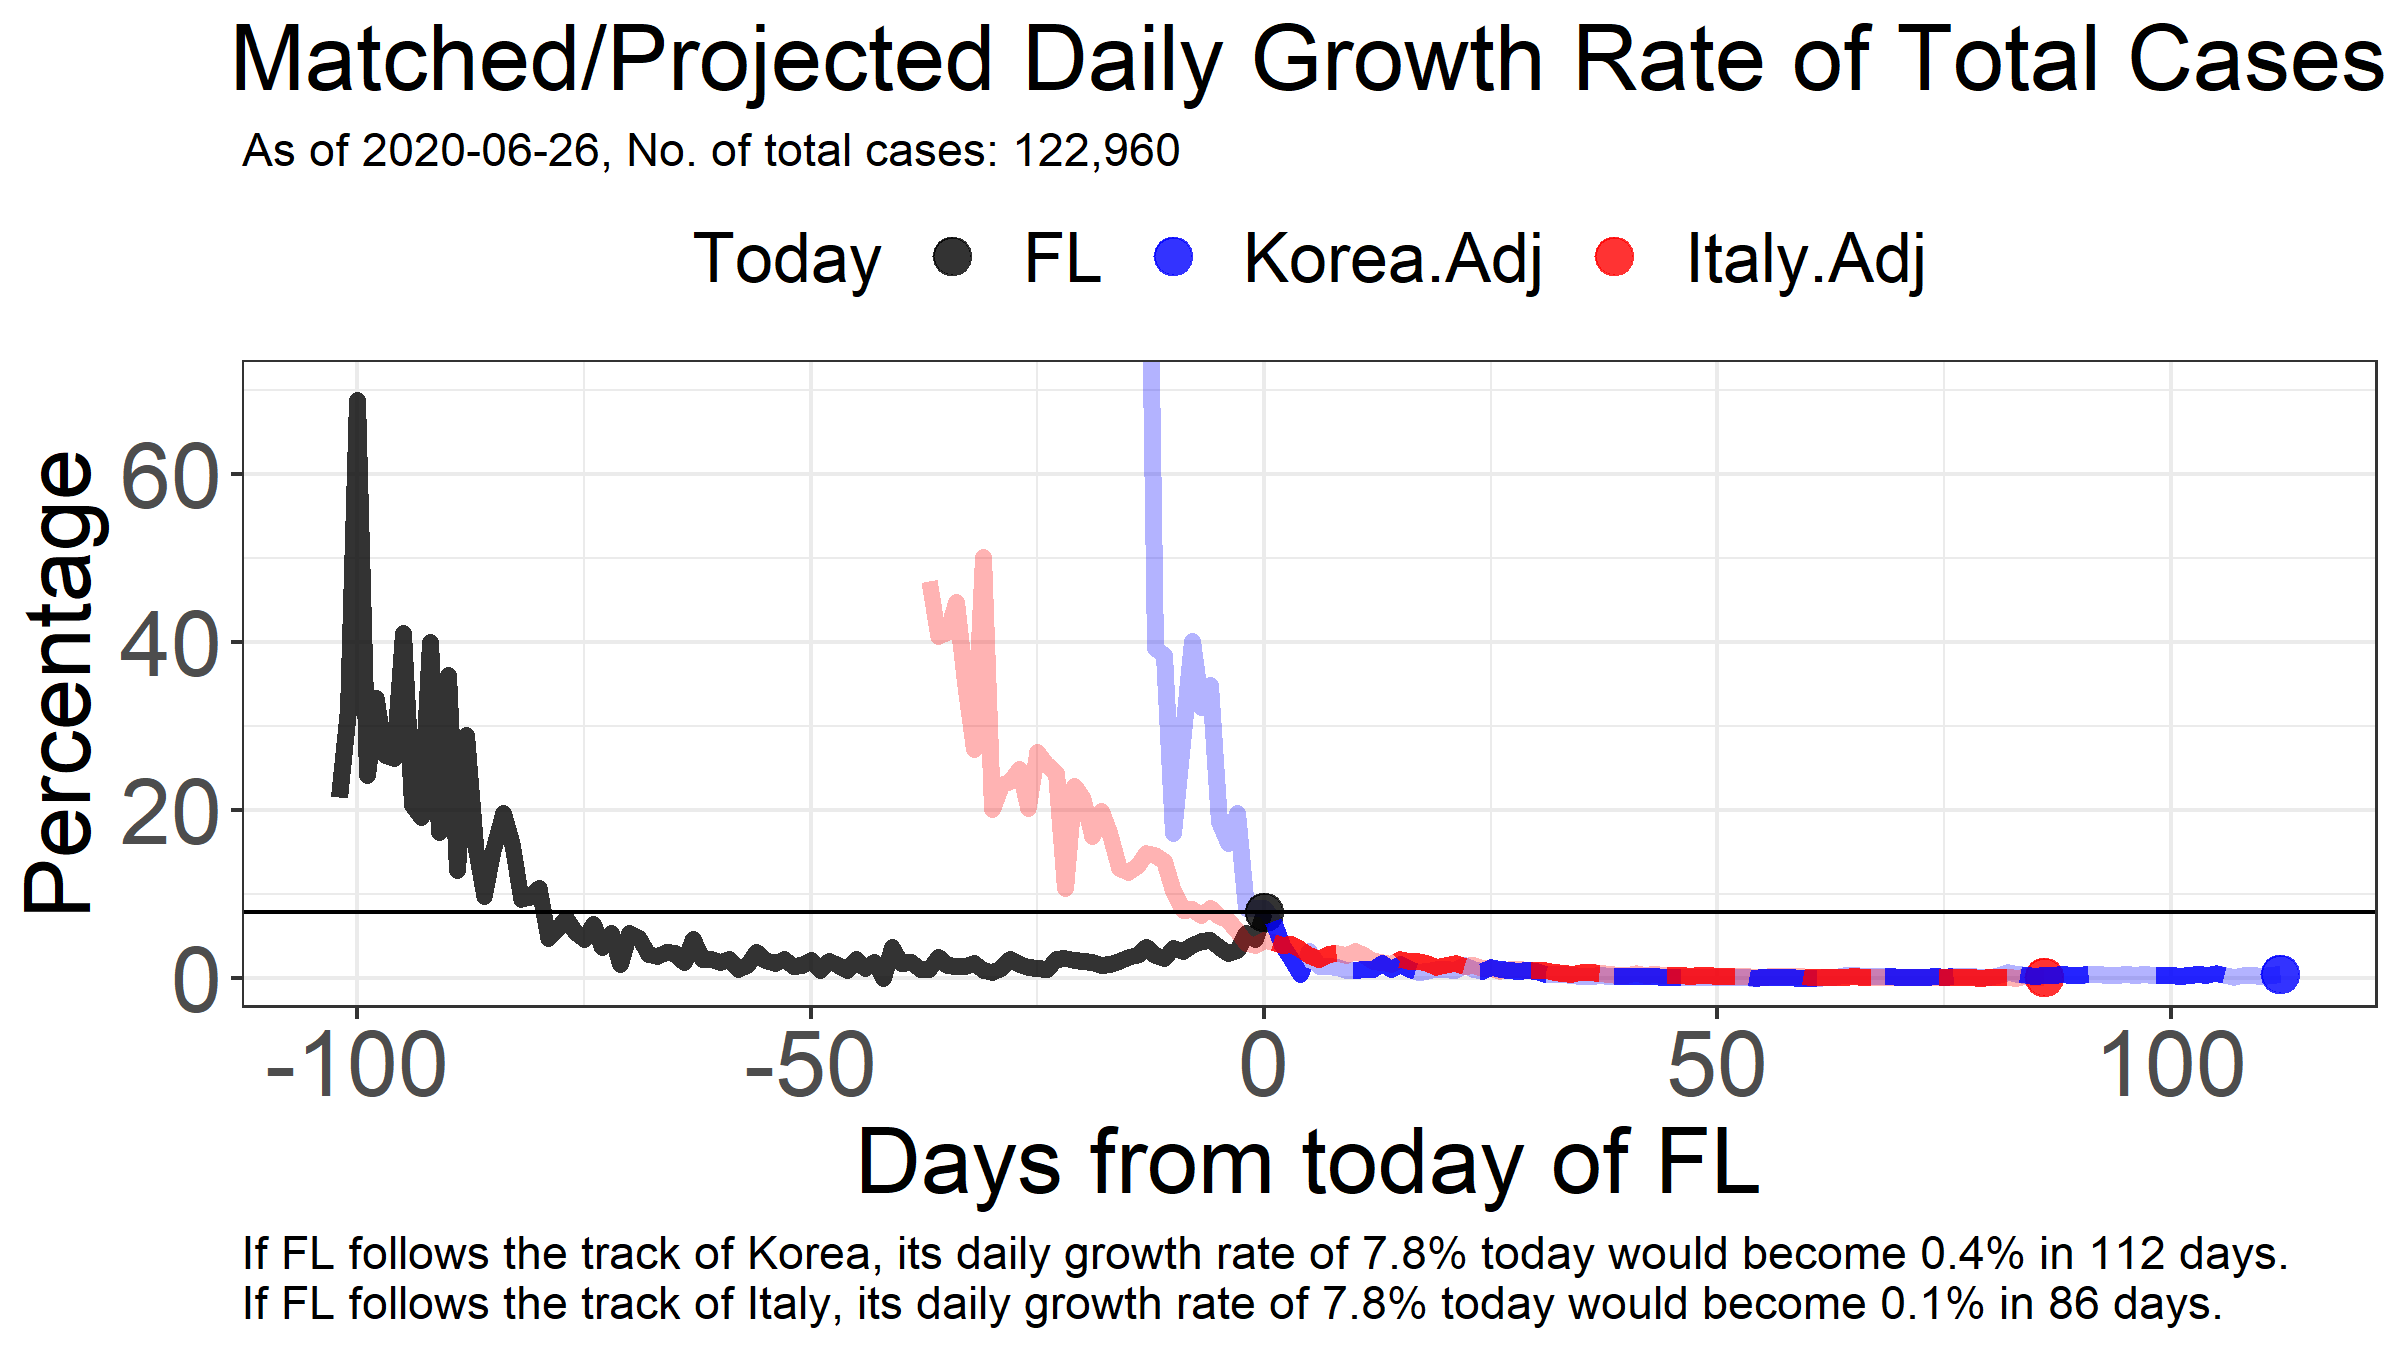 Matched/Projected Daily Growth Rate of Total Cases
As of 2020-06-26, No. of total cases: 122,960
Today FL Korea.Adj Italy.Adj
Percentage
60
40
20
0
-100 -50 0 50 100
Days from today of FL
If FL follows the track of Korea, its daily growth rate of 7.8% today would become 0.4% in 112 days.
If FL follows the track of Italy, its daily growth rate of 7.8% today would become 0.1% in 86 days.